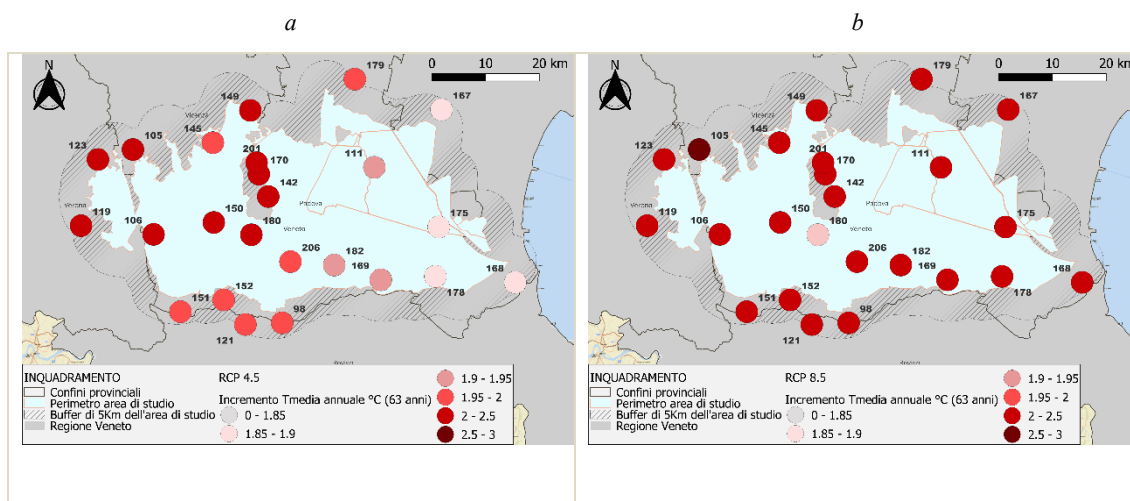 a
b
N
0 10 20 km
179
167
149
Vicenza
145
105
123
201
170
111
142
Verona
119
106
150
Padova
175
180
Veneto
206
182
169
178
168
151
152
98
121
INQUADRAMENTO
Confini provinciali
Perimetro area di studio
Buffer di 5Km dell'area di studio
Regione Veneto
RCP 4.5
Incremento Tmedia annuale °C (63 anni)
0 - 1.85
1.85 - 1.9
1.9 - 1.95
1.95 - 2
2 - 2.5
2.5 - 3
N
0 10 20 km
179
167
149
Vicenza
145
105
123
201
170
111
142
Verona
119
106
150
Padova
175
180
Veneto
206
182
169
178
168
151
152
98
121
INQUADRAMENTO
Confini provinciali
Perimetro area di studio
Buffer di 5Km dell'area di studio
Regione Veneto
RCP 8.5
Incremento Tmedia annuale °C (63 anni)
0 - 1.85
1.85 - 1.9
1.9 - 1.95
1.95 - 2
2 - 2.5
2.5 - 3